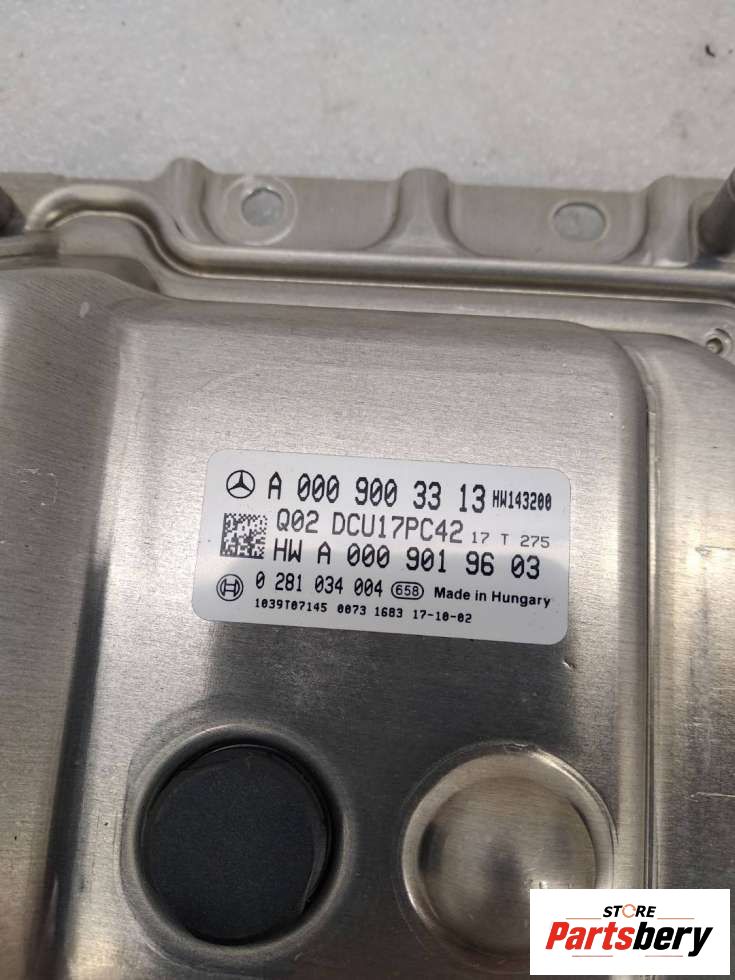 A 000 900 33 13 HW143200
Q02 DCU17PC42 17 T 275
HW A 000 901 96 03
0 281 034 004 658 Made in Hungary
1039T07145 0073 1683 17-10-02
STORE
Partsbery